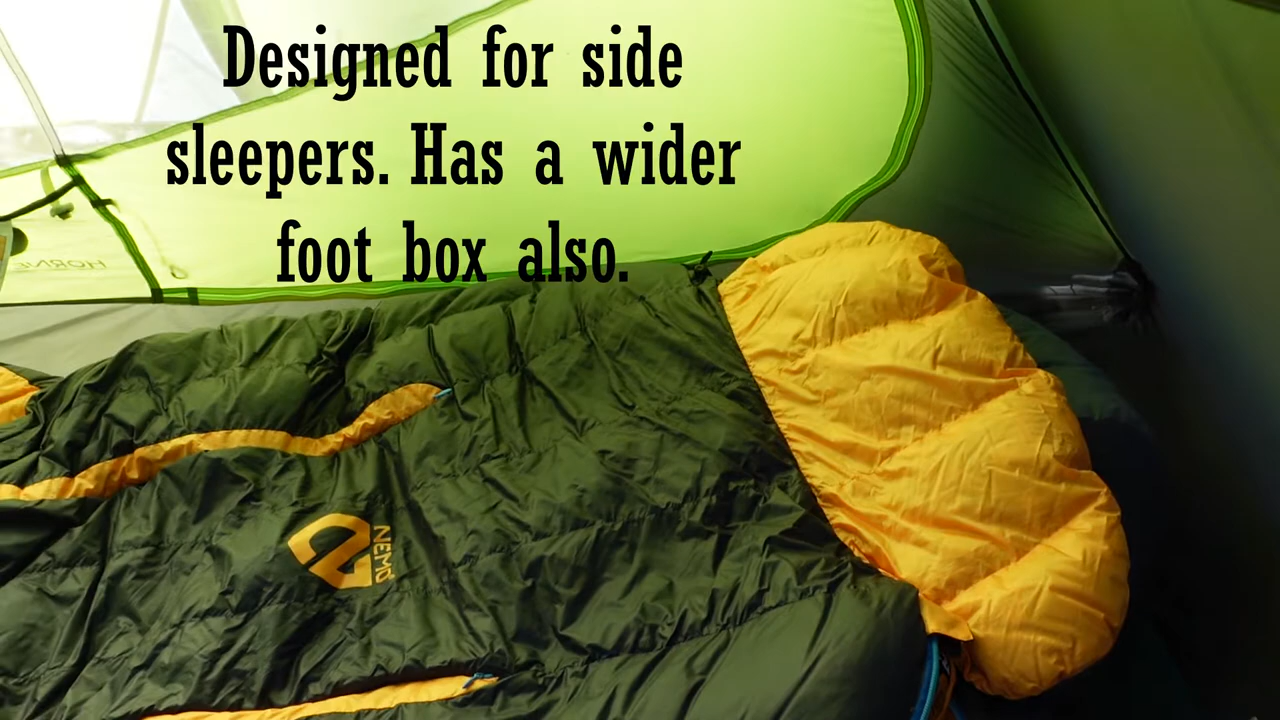 Designed for side
sleepers. Has a wider
foot box also.
NEMO